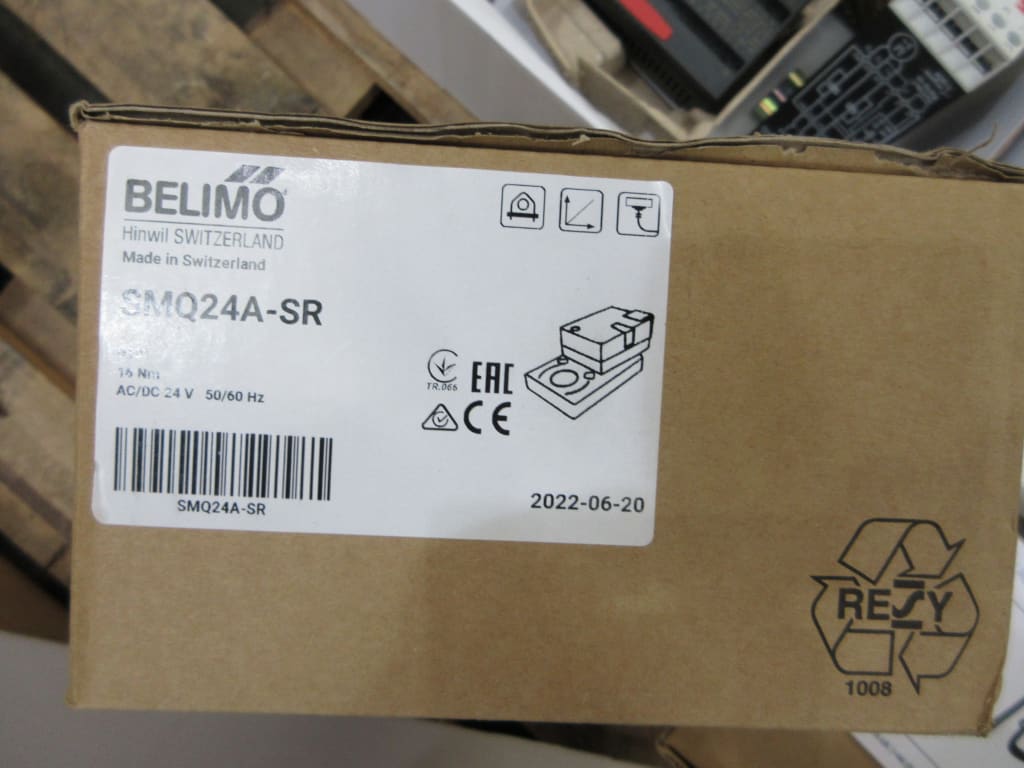 BELIMO
Hinwil SWITZERLAND
Made in Switzerland
SMQ24A-SR
16 Nm
AC/DC 24 V 50/60 Hz
TR.066
EAC
CE
SMQ24A-SR
2022-06-20
RESY
1008